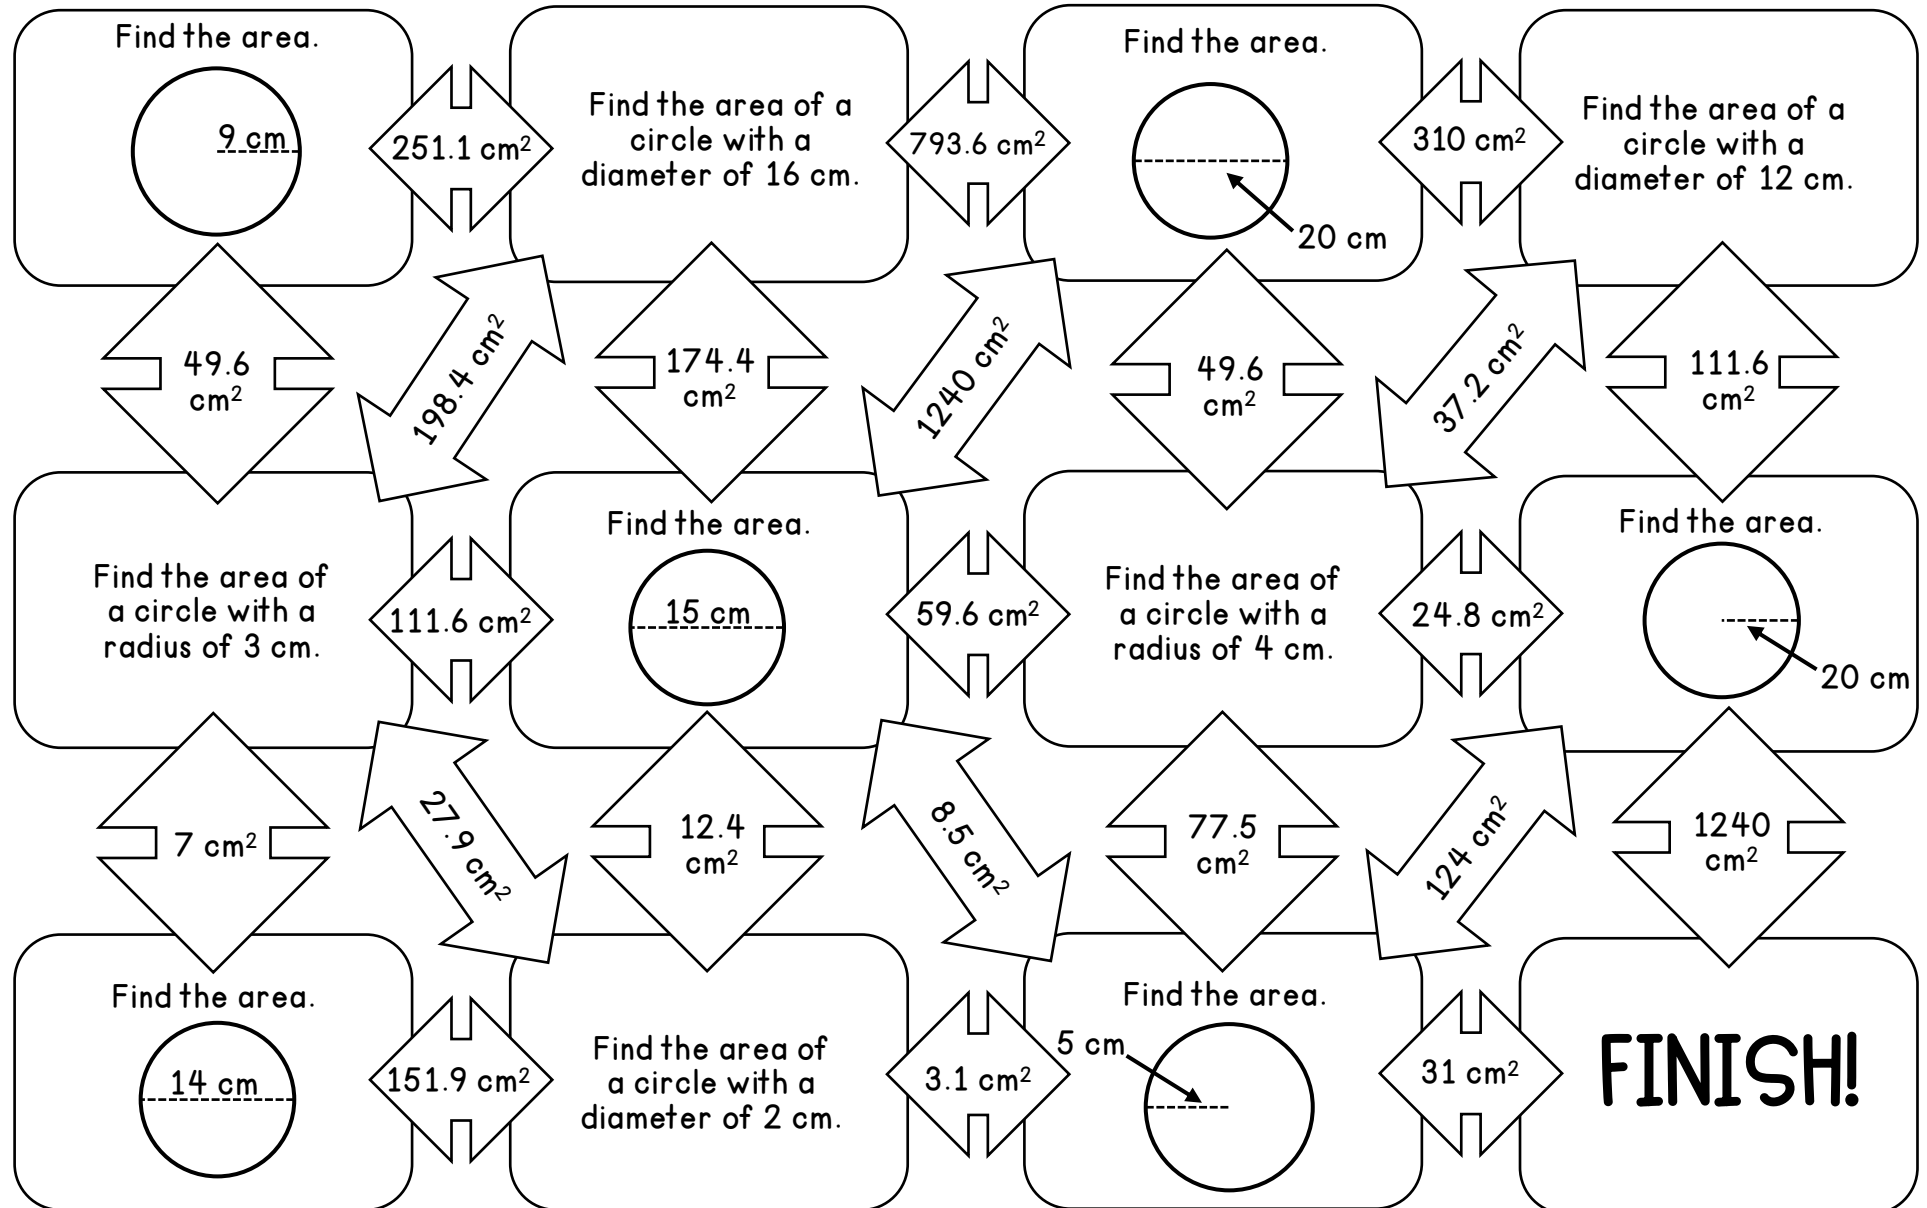 Find the area.
9 cm
251.1 cm²
Find the area of a
circle with a
diameter of 16 cm.
793.6 cm²
Find the area.
20 cm
310 cm²
Find the area of a
circle with a
diameter of 12 cm.
49.6
cm²
198.4 cm²
174.4
cm²
1240 cm²
49.6
cm²
37.2 cm²
111.6
cm²
Find the area of
a circle with a
radius of 3 cm.
111.6 cm²
Find the area.
15 cm
59.6 cm²
Find the area of
a circle with a
radius of 4 cm.
24.8 cm²
Find the area.
20 cm
7 cm²
27.9 cm²
12.4
cm²
8.5 cm²
77.5
cm²
124 cm²
1240
cm²
Find the area.
14 cm
151.9 cm²
Find the area of
a circle with a
diameter of 2 cm.
3.1 cm²
Find the area.
5 cm
31 cm²
FINISH!